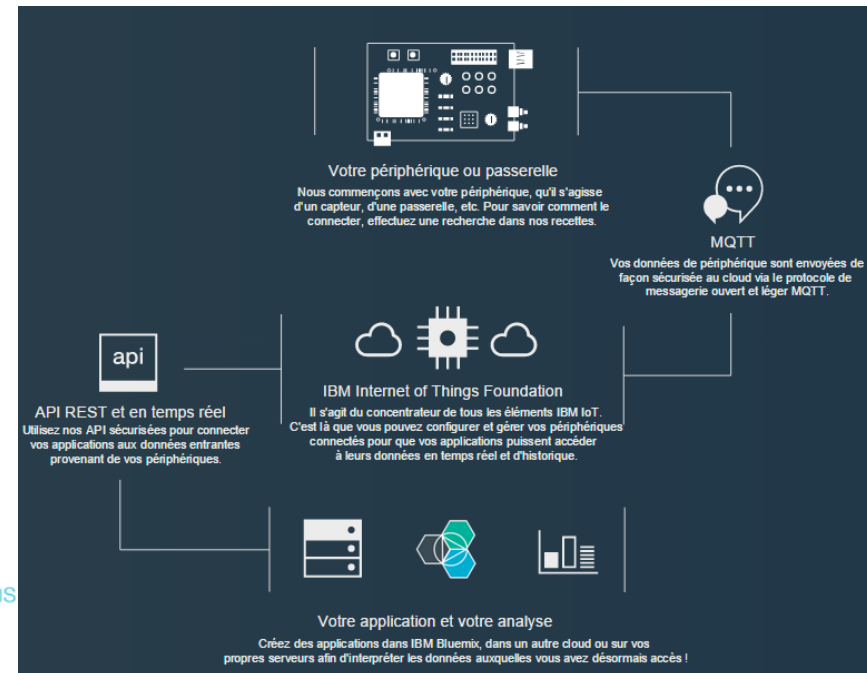 Votre périphérique ou passerelle
Nous commençons avec votre périphérique, qu'il s'agisse
d'un capteur, d'une passerelle, etc. Pour savoir comment le
connecter, effectuez une recherche dans nos recettes.
MQTT
Vos données de périphérique sont envoyées de
façon sécurisée au cloud via le protocole de
messagerie ouvert et léger MQTT.
api
API REST et en temps réel
Utilisez nos API sécurisées pour connecter
vos applications aux données entrantes
provenant de vos périphériques.
IBM Internet of Things Foundation
Il s'agit du concentrateur de tous les éléments IBM IoT.
C'est là que vous pouvez configurer et gérer vos périphériques
connectés pour que vos applications puissent accéder
à leurs données en temps réel et d'historique.
Votre application et votre analyse
Créez des applications dans IBM Bluemix, dans un autre cloud ou sur vos
propres serveurs afin d'interpréter les données auxquelles vous avez désormais accès !